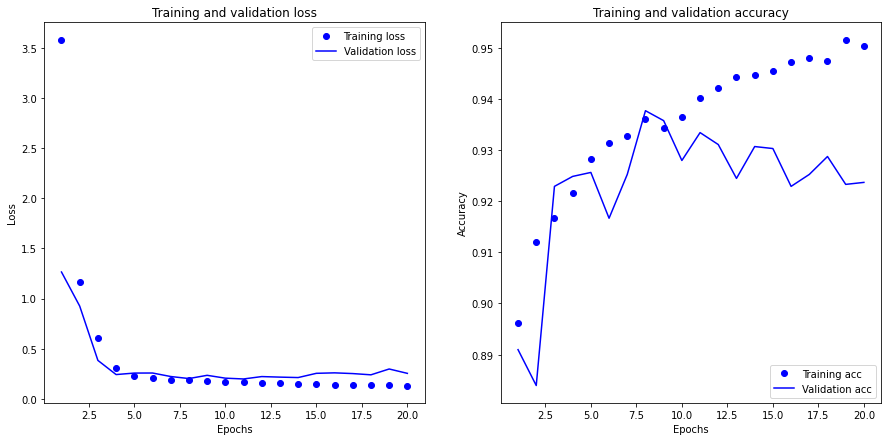 Training and validation loss
Training loss
Validation loss
3.5
3.0
2.5
2.0
1.5
1.0
0.5
0.0
Loss
2.5 5.0 7.5 10.0 12.5 15.0 17.5 20.0
Epochs
Training and validation accuracy
0.95
0.94
0.93
0.92
0.91
0.90
0.89
Accuracy
Training acc
Validation acc
2.5 5.0 7.5 10.0 12.5 15.0 17.5 20.0
Epochs